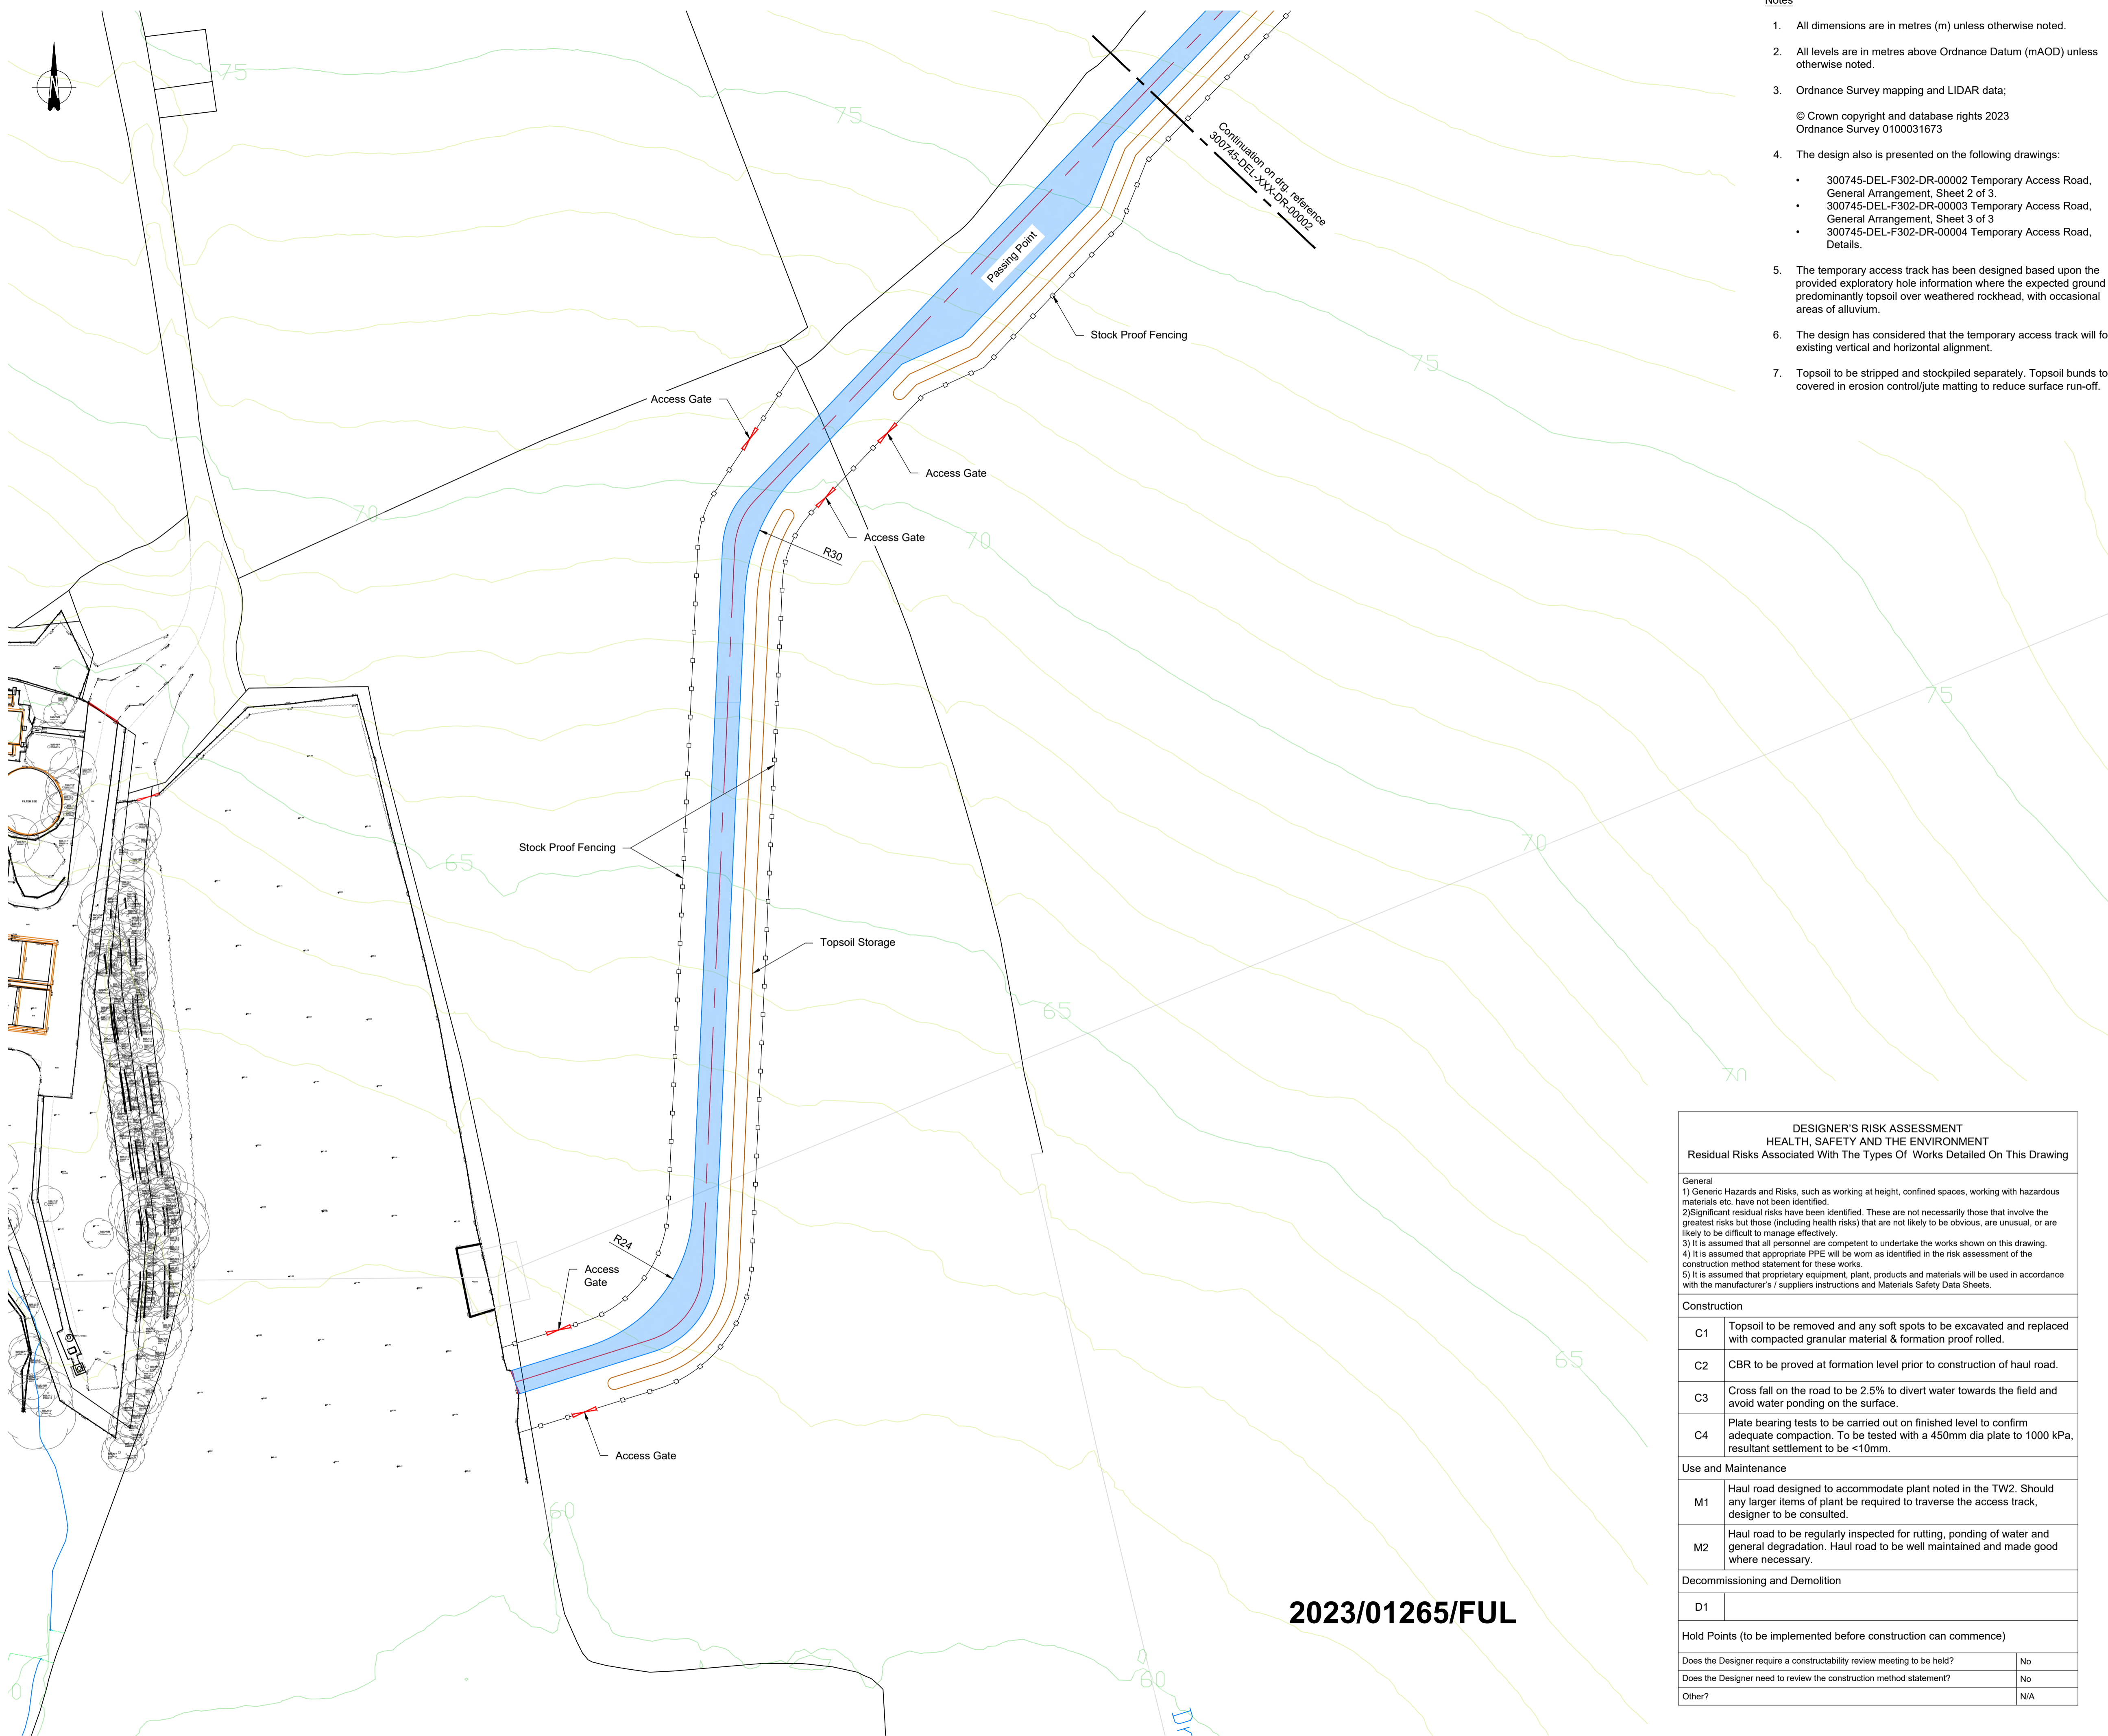 Notes
1. All dimensions are in metres (m) unless otherwise noted.
2. All levels are in metres above Ordnance Datum (mAOD) unless
otherwise noted.
3. Ordnance Survey mapping and LIDAR data;
© Crown copyright and database rights 2023
Ordnance Survey 0100031673
4. The design also is presented on the following drawings:
• 300745-DEL-F302-DR-00002 Temporary Access Road,
General Arrangement, Sheet 2 of 3.
• 300745-DEL-F302-DR-00003 Temporary Access Road,
General Arrangement, Sheet 3 of 3
• 300745-DEL-F302-DR-00004 Temporary Access Road,
Details.
5. The temporary access track has been designed based upon the
provided exploratory hole information where the expected ground
predominantly topsoil over weathered rockhead, with occasional
areas of alluvium.
6. The design has considered that the temporary access track will fo
existing vertical and horizontal alignment.
7. Topsoil to be stripped and stockpiled separately. Topsoil bunds to
covered in erosion control/jute matting to reduce surface run-off.
75
75
Continuation on drg. reference
300745-DEL-XXX-DR-00002
Passing Point
Stock Proof Fencing
75
Access Gate
Access Gate
70
Access Gate
70
R30
75
70
Stock Proof Fencing
65
Topsoil Storage
65
70
R24
Access
Gate
65
Access Gate
60
60
0
Dr
2023/01265/FUL
DESIGNER'S RISK ASSESSMENT
HEALTH, SAFETY AND THE ENVIRONMENT
Residual Risks Associated With The Types Of Works Detailed On This Drawing
General
1) Generic Hazards and Risks, such as working at height, confined spaces, working with hazardous
materials etc. have not been identified.
2)Significant residual risks have been identified. These are not necessarily those that involve the
greatest risks but those (including health risks) that are not likely to be obvious, are unusual, or are
likely to be difficult to manage effectively.
3) It is assumed that all personnel are competent to undertake the works shown on this drawing.
4) It is assumed that appropriate PPE will be worn as identified in the risk assessment of the
construction method statement for these works.
5) It is assumed that proprietary equipment, plant, products and materials will be used in accordance
with the manufacturer's / suppliers instructions and Materials Safety Data Sheets.
Construction
C1 Topsoil to be removed and any soft spots to be excavated and replaced
with compacted granular material & formation proof rolled.
C2 CBR to be proved at formation level prior to construction of haul road.
C3 Cross fall on the road to be 2.5% to divert water towards the field and
avoid water ponding on the surface.
C4 Plate bearing tests to be carried out on finished level to confirm
adequate compaction. To be tested with a 450mm dia plate to 1000 kPa,
resultant settlement to be <10mm.
Use and Maintenance
M1 Haul road designed to accommodate plant noted in the TW2. Should
any larger items of plant be required to traverse the access track,
designer to be consulted.
M2 Haul road to be regularly inspected for rutting, ponding of water and
general degradation. Haul road to be well maintained and made good
where necessary.
Decommissioning and Demolition
D1
Hold Points (to be implemented before construction can commence)
Does the Designer require a constructability review meeting to be held? No
Does the Designer need to review the construction method statement? No
Other? N/A